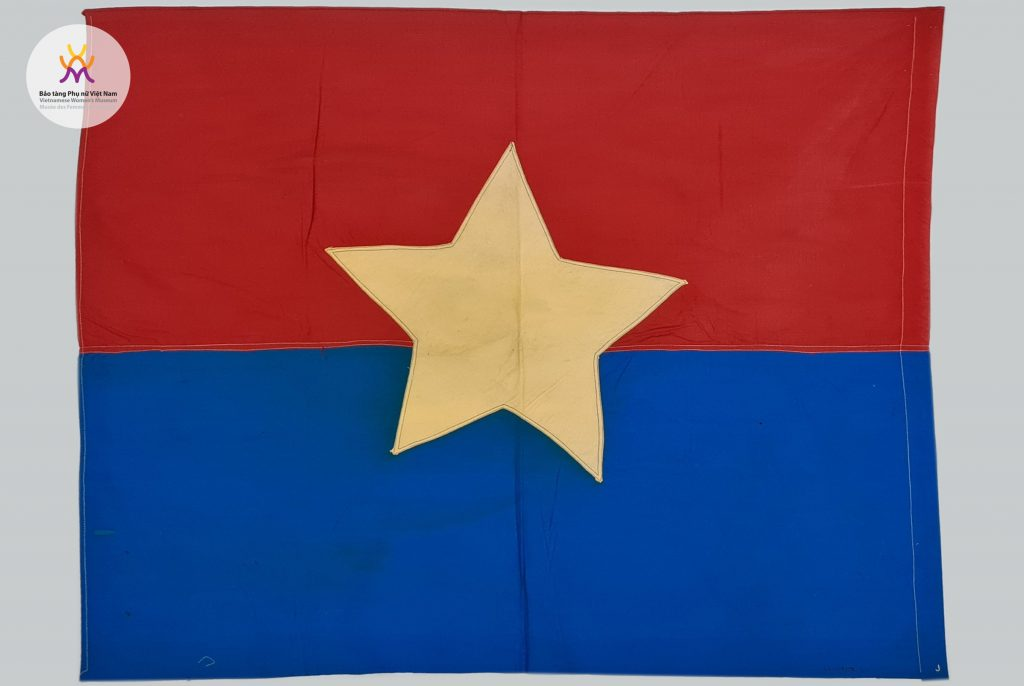 Bảo tàng Phụ nữ Việt Nam
Vietnamese Women's Museum
Musée des Femmes